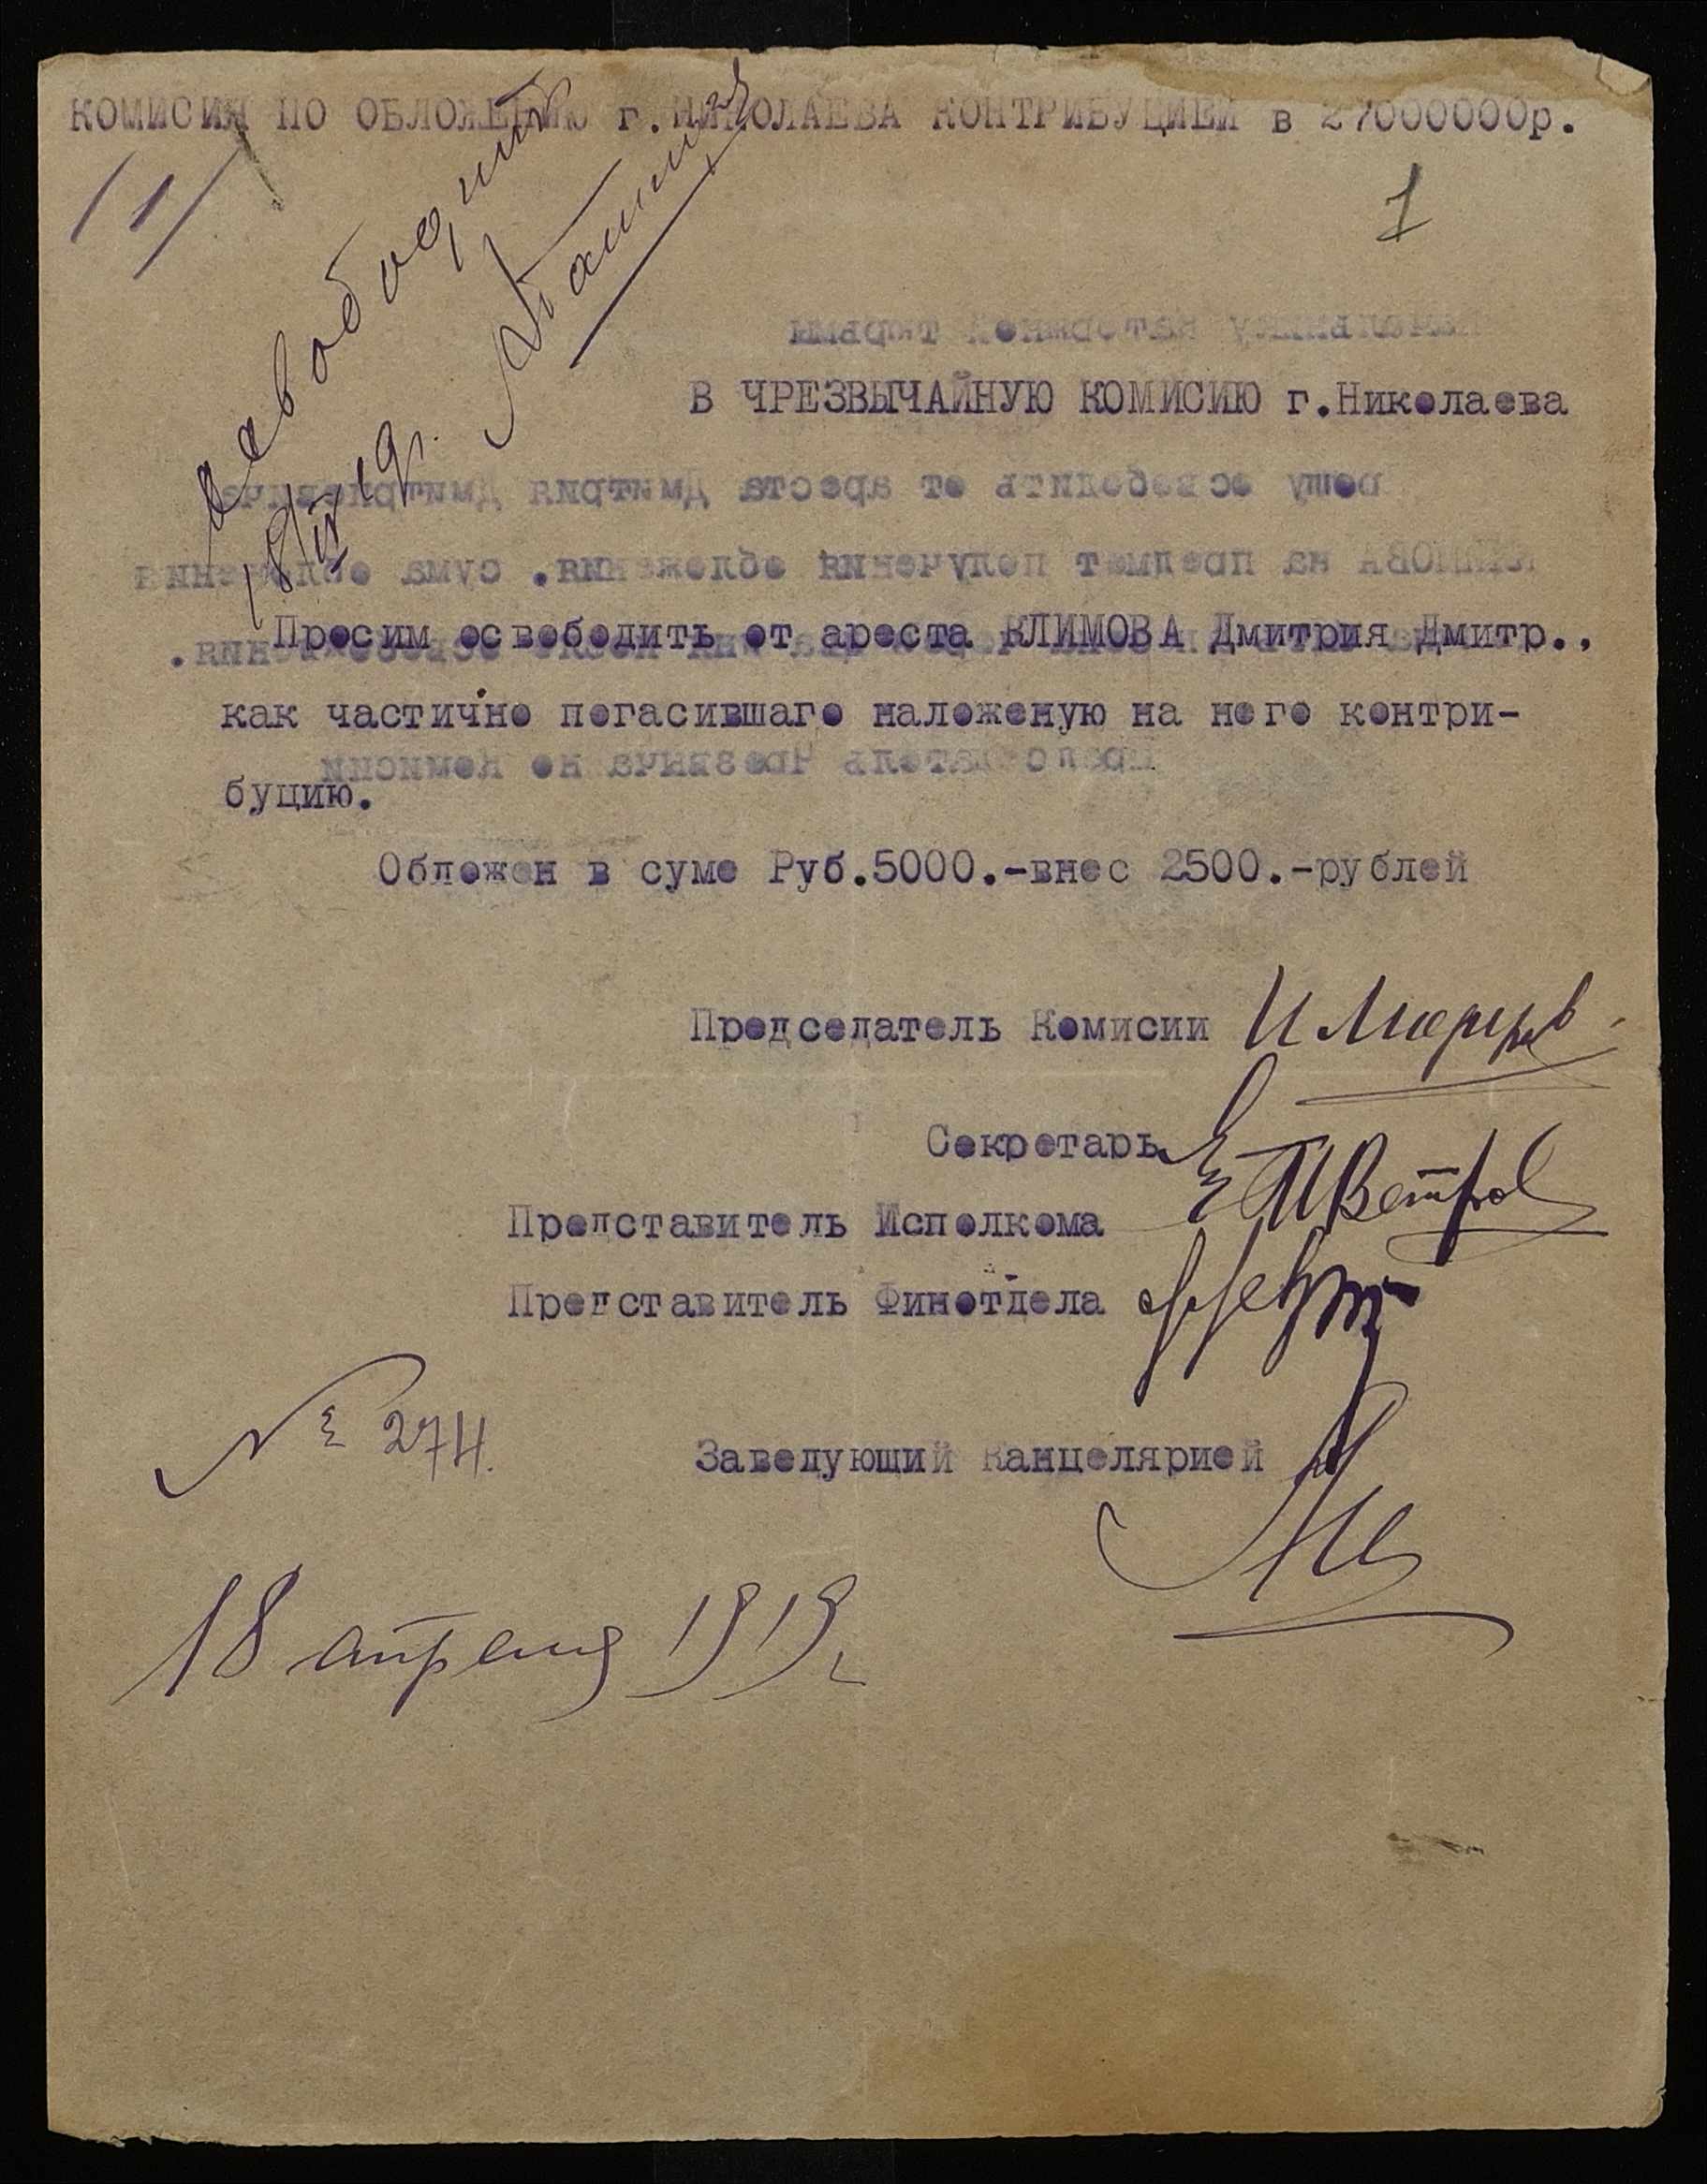 КОМИСИЯ ПО ОБЛОЖЕНИЮ г. НИКОЛАЕВА КОНТРИБУЦИЕЙ в 27000000р.
/1/
1
освободить
18/IV 19г.
В ЧРЕЗВЫЧАЙНУЮ КОМИСИЮ г.Николаева
Просим освободить от ареста КЛИМОВА Дмитрия Дмитр..,
как частично погасившаго наложеную на него контри-
буцию.
Обложен в суме Руб.5000.-внес 2500.-рублей
Председатель Комисии
Секретарь
Представитель Исполкома
Представитель Финотдела
№ 274.
Заведующий Канцелярией
18 апреля 1919г